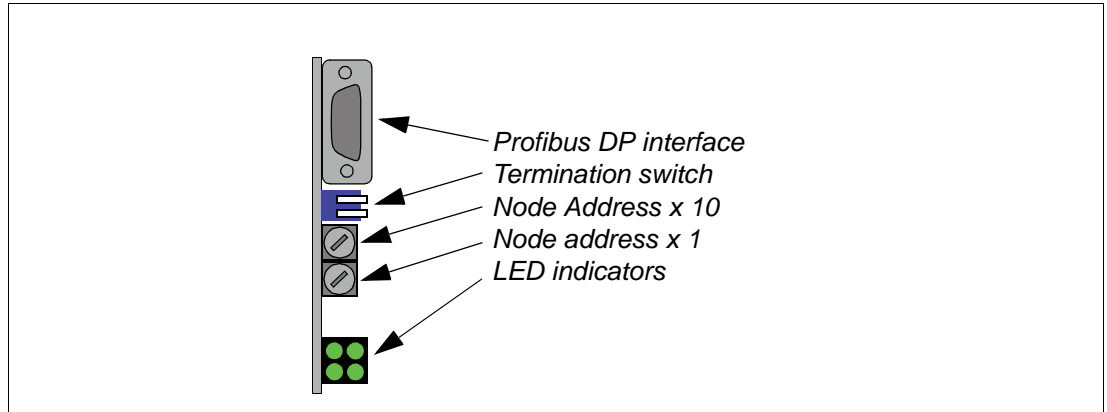 Profibus DP interface
Termination switch
Node Address x 10
Node address x 1
LED indicators